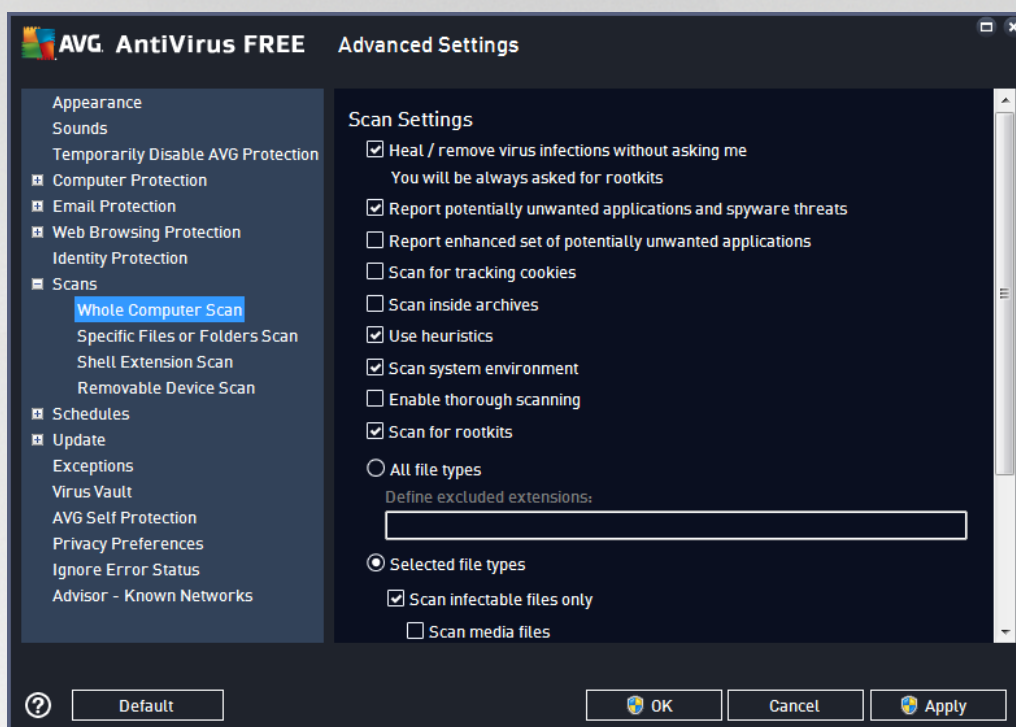 AVG. AntiVirus FREE Advanced Settings
Appearance
Sounds
Temporarily Disable AVG Protection
Computer Protection
Email Protection
Web Browsing Protection
Identity Protection
Scans
Whole Computer Scan
Specific Files or Folders Scan
Shell Extension Scan
Removable Device Scan
Schedules
Update
Exceptions
Virus Vault
AVG Self Protection
Privacy Preferences
Ignore Error Status
Advisor - Known Networks
Scan Settings
Heal / remove virus infections without asking me
You will be always asked for rootkits
Report potentially unwanted applications and spyware threats
Report enhanced set of potentially unwanted applications
Scan for tracking cookies
Scan inside archives
Use heuristics
Scan system environment
Enable thorough scanning
Scan for rootkits
All file types
Define excluded extensions:
Selected file types
Scan infectable files only
Scan media files
? Default OK Cancel Apply